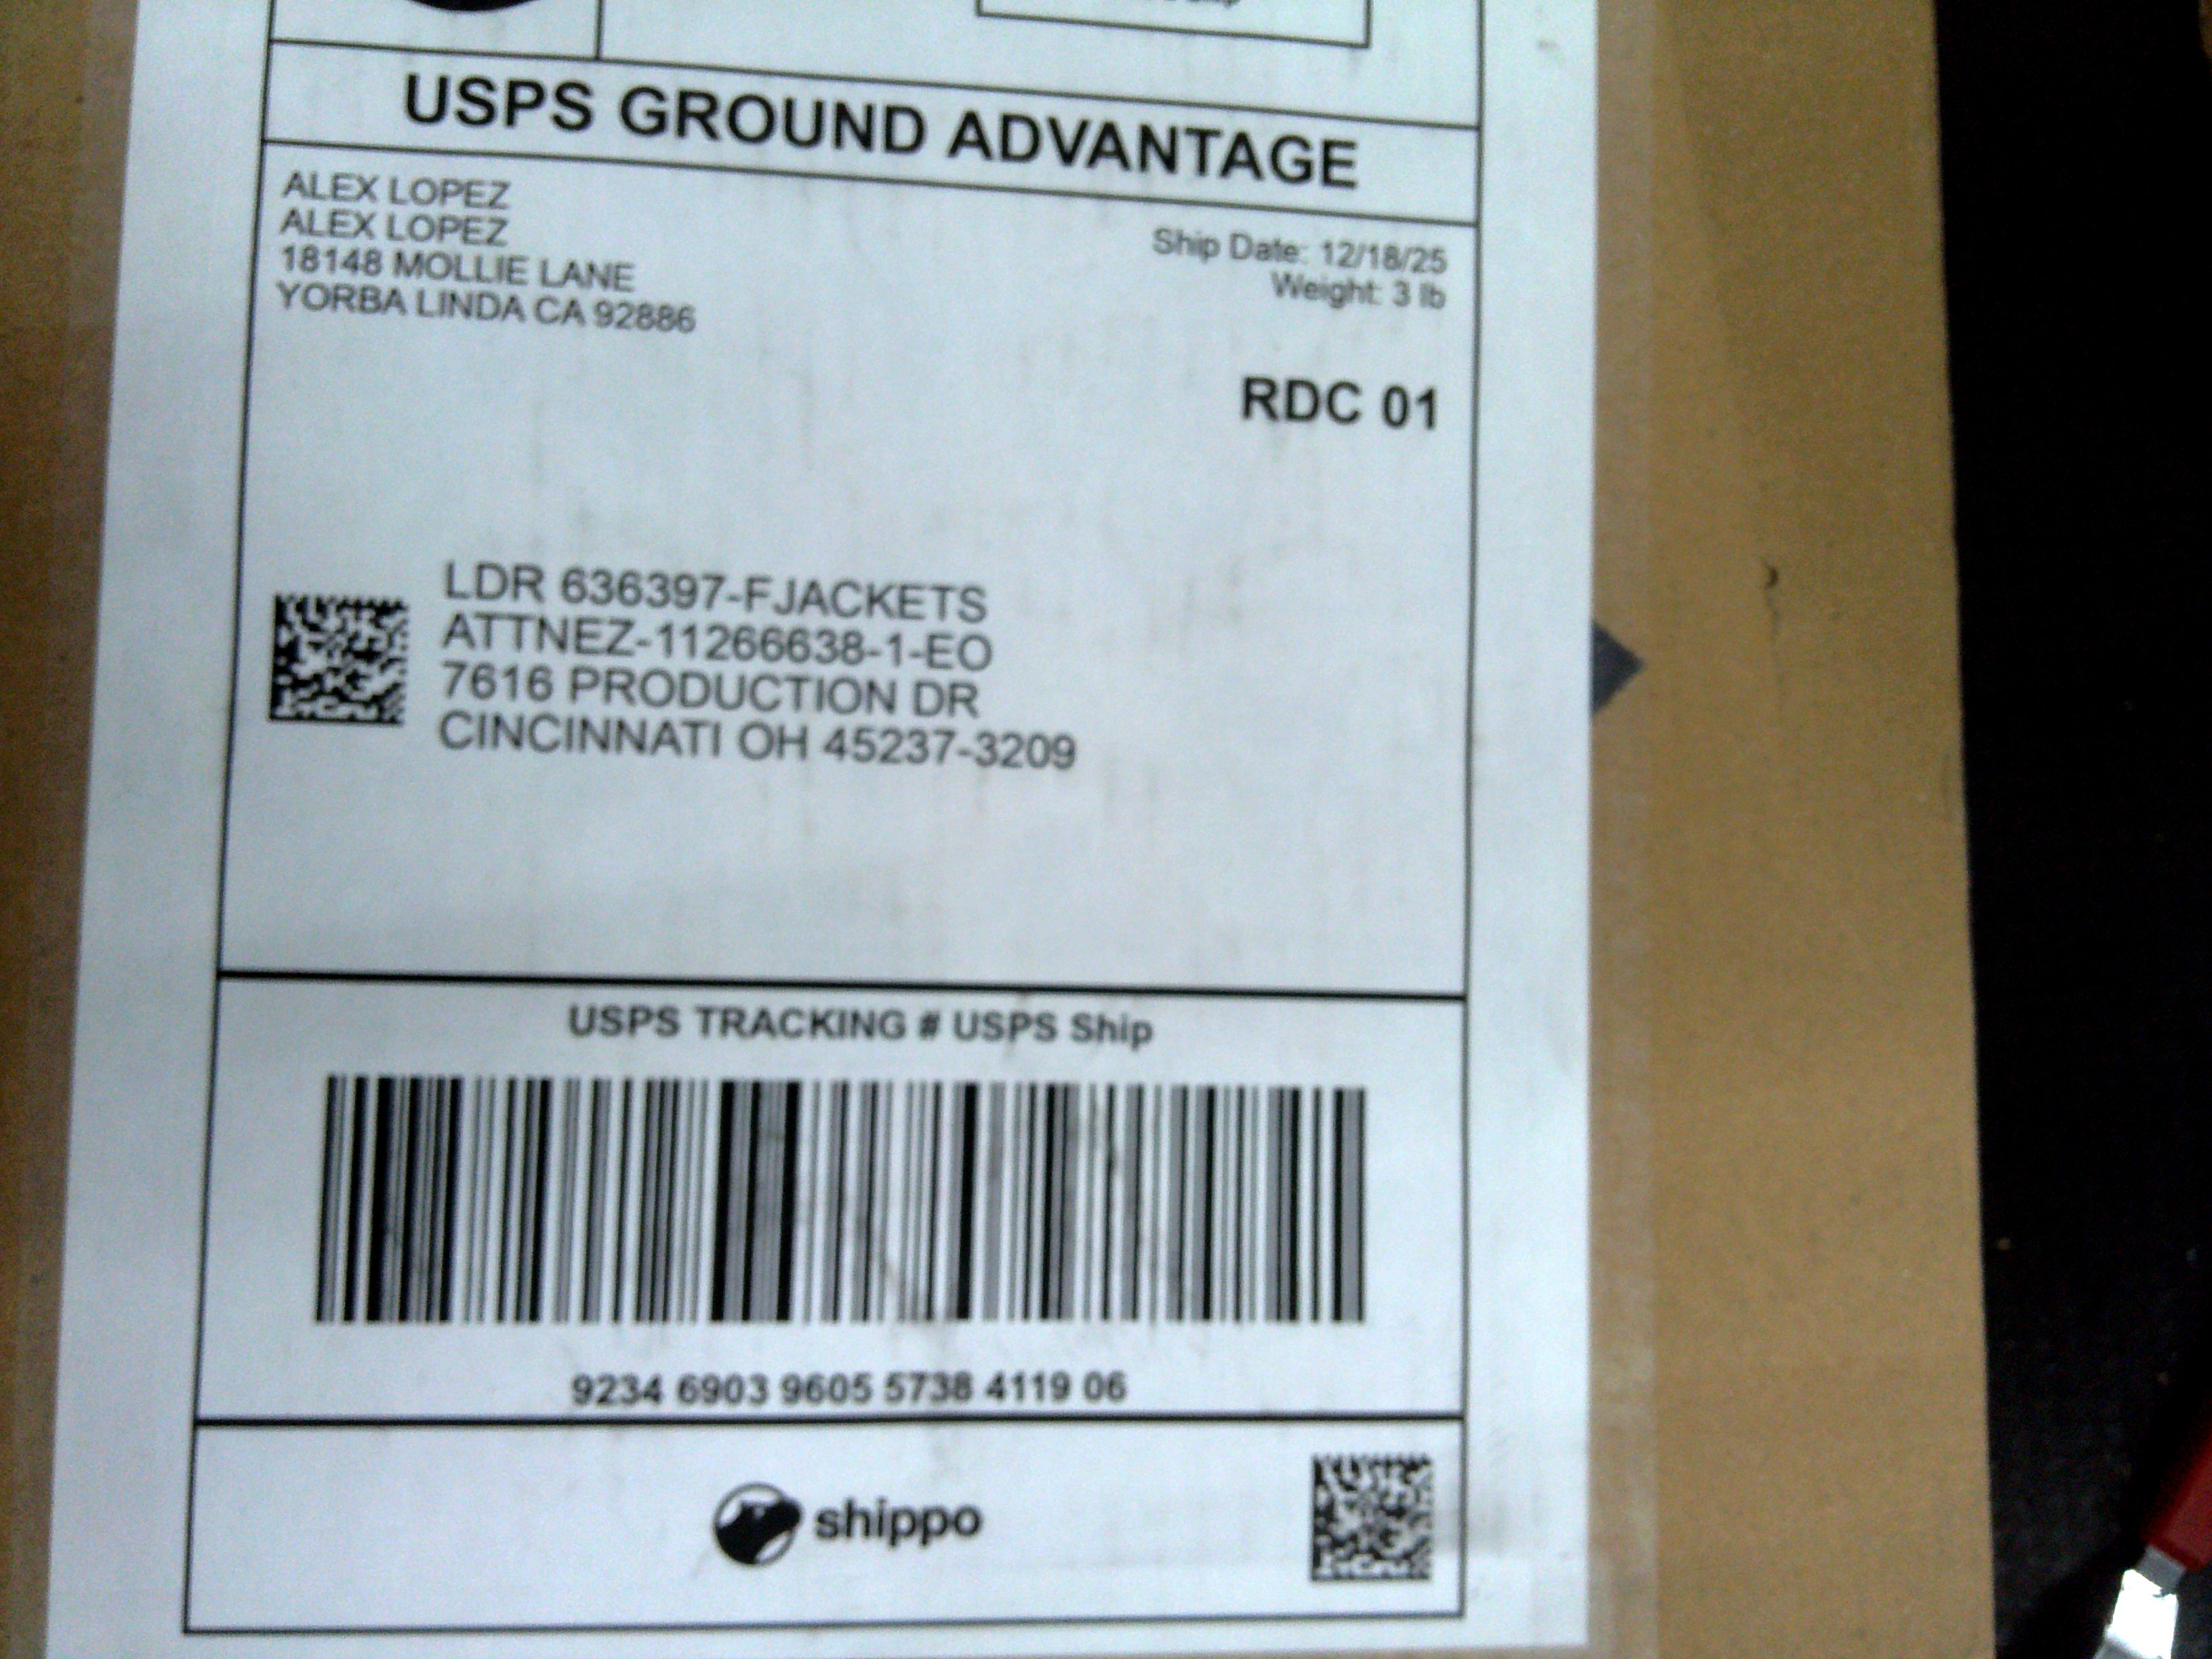 USPS GROUND ADVANTAGE
ALEX LOPEZ
ALEX LOPEZ
18148 MOLLIE LANE
YORBA LINDA CA 92886
Ship Date: 12/18/25
Weight: 3 lb
RDC 01
LDR 636397-FJACKETS
ATTNEZ-11266638-1-EO
7616 PRODUCTION DR
CINCINNATI OH 45237-3209
USPS TRACKING # USPS Ship
9234 6903 9605 5738 4119 06
shippo